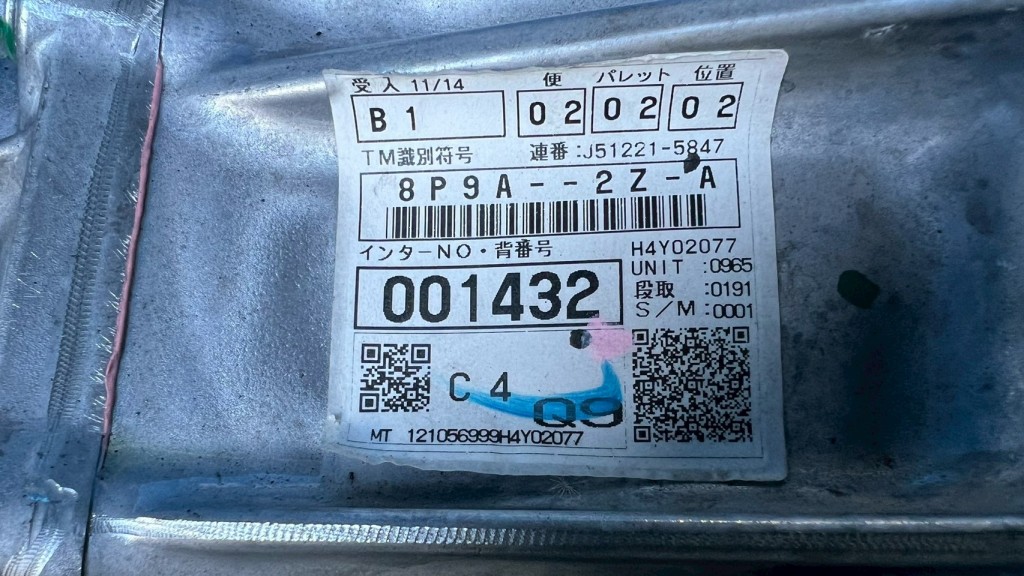 受入 11/14 便 パレット 位置
B1 02 02 02
TM識別符号 連番:J51221-5847
8P9A--2Z-A
インターNO・背番号 H4Y02077
001432 UNIT :0965
段取 :0191
S/M :0001
C4 Q9
MT 121056999H4Y02077